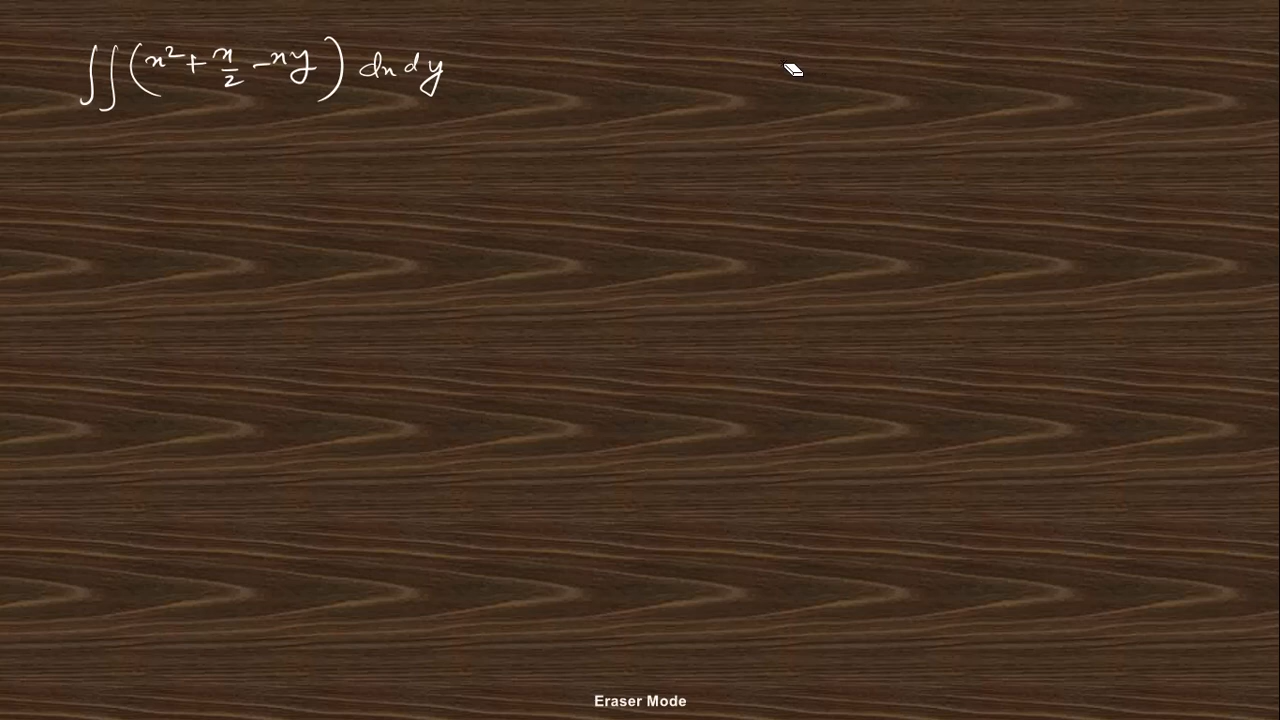 ∫∫(x²+x/2-xy) dx dy
Eraser Mode